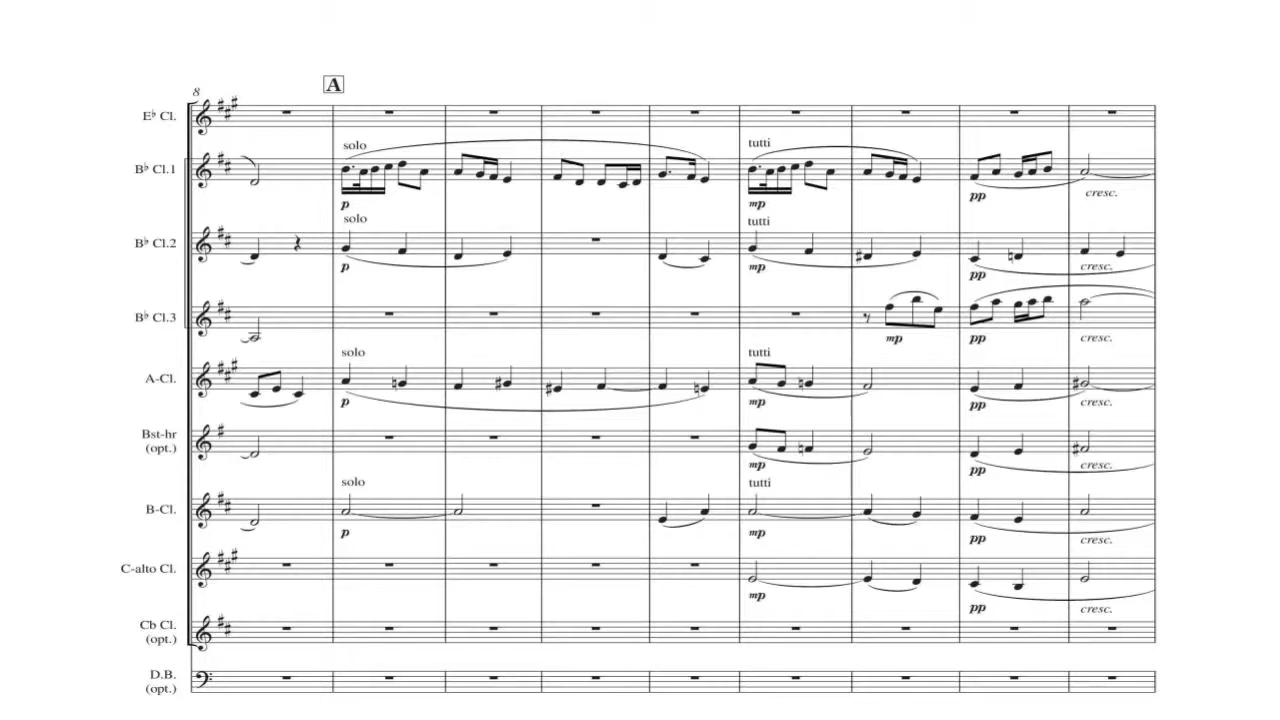 A
8
E♭ Cl.
solo
tutti
B♭ Cl.1
p
mp
pp
cresc.
solo
tutti
B♭ Cl.2
p
mp
pp
cresc.
B♭ Cl.3
mp
pp
cresc.
solo
tutti
A-Cl.
p
mp
pp
cresc.
Bst-hr
(opt.)
mp
pp
cresc.
solo
tutti
B-Cl.
p
mp
pp
cresc.
C-alto Cl.
mp
pp
cresc.
Cb Cl.
(opt.)
D.B.
(opt.)